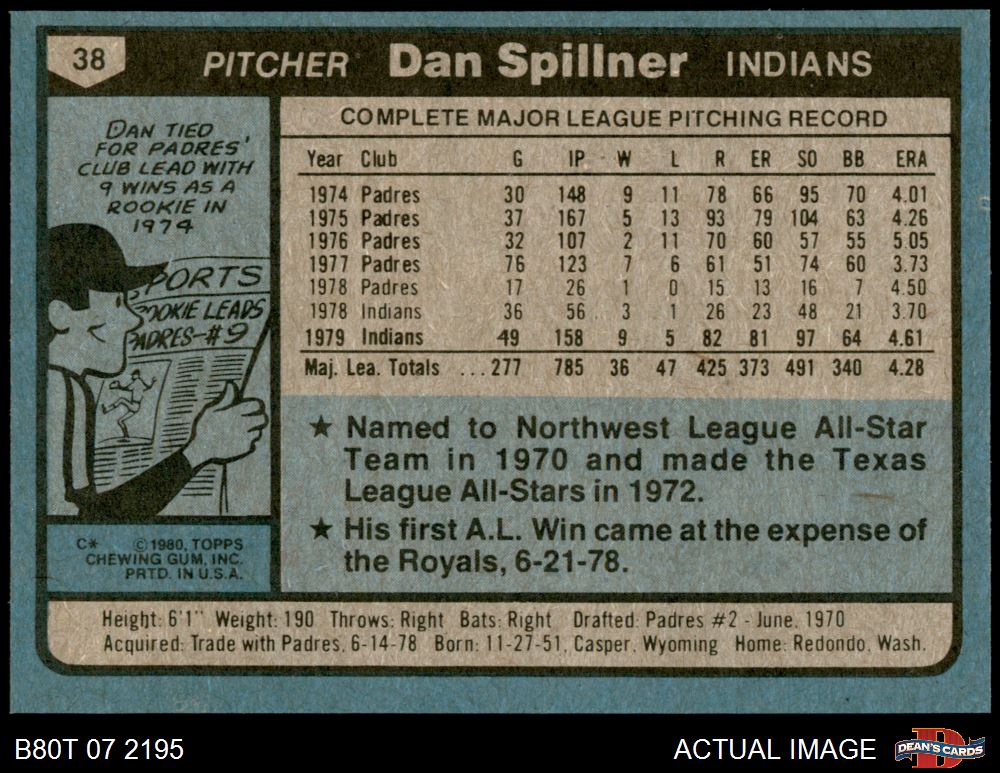 38 PITCHER Dan Spillner INDIANS
DAN TIED
FOR PADRES'
CLUB LEAD WITH
9 WINS AS A
ROOKIE IN
1974
PORTS
OOKIE LEADS
ADRES-#9
C* ©1980, TOPPS
CHEWING GUM, INC.
PRTD. IN U.S.A.
COMPLETE MAJOR LEAGUE PITCHING RECORD
Year Club G IP W L R ER SO BB ERA
1974 Padres 30 148 9 11 78 66 95 70 4.01
1975 Padres 37 167 5 13 93 79 104 63 4.26
1976 Padres 32 107 2 11 70 60 57 55 5.05
1977 Padres 76 123 7 6 61 51 74 60 3.73
1978 Padres 17 26 1 0 15 13 16 7 4.50
1978 Indians 36 56 3 1 26 23 48 21 3.70
1979 Indians 49 158 9 5 82 81 97 64 4.61
Maj. Lea. Totals ...277 785 36 47 425 373 491 340 4.28
★ Named to Northwest League All-Star
Team in 1970 and made the Texas
League All-Stars in 1972.
★ His first A.L. Win came at the expense of
the Royals, 6-21-78.
Height: 6'1" Weight: 190 Throws: Right Bats: Right Drafted: Padres #2 - June, 1970
Acquired: Trade with Padres, 6-14-78 Born: 11-27-51, Casper, Wyoming Home: Redondo, Wash.
B80T 07 2195 ACTUAL IMAGE D DEAN'S CARDS